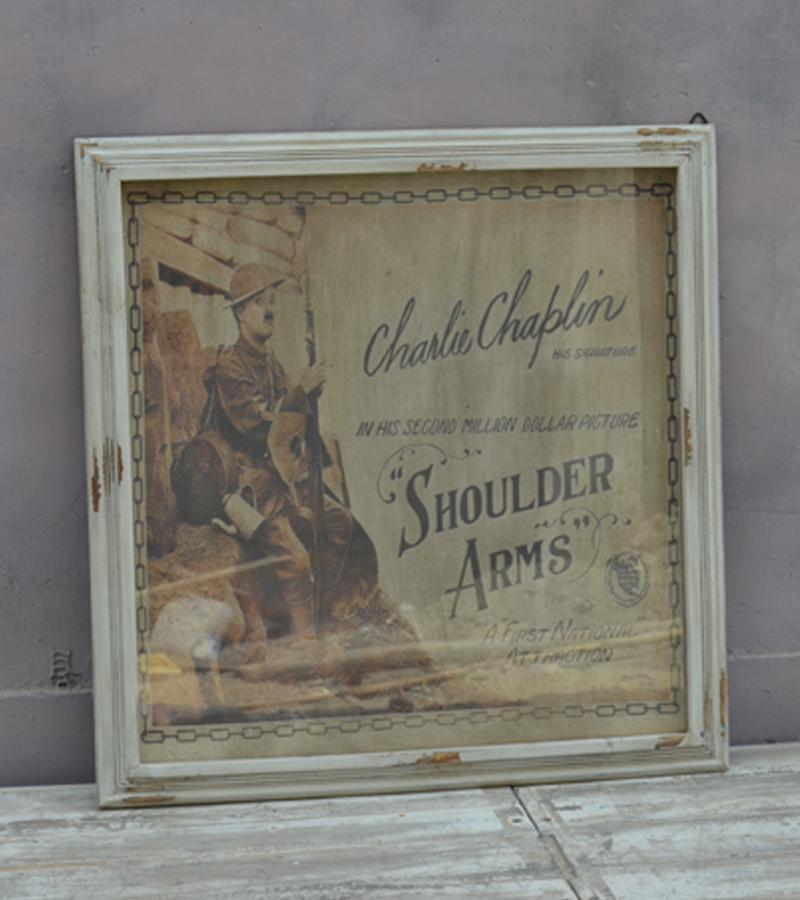 Charlie Chaplin
HIS SIGNATURE
IN HIS SECOND MILLION DOLLAR PICTURE
"SHOULDER
ARMS"
A FIRST NATIONAL"
ATTRACTION